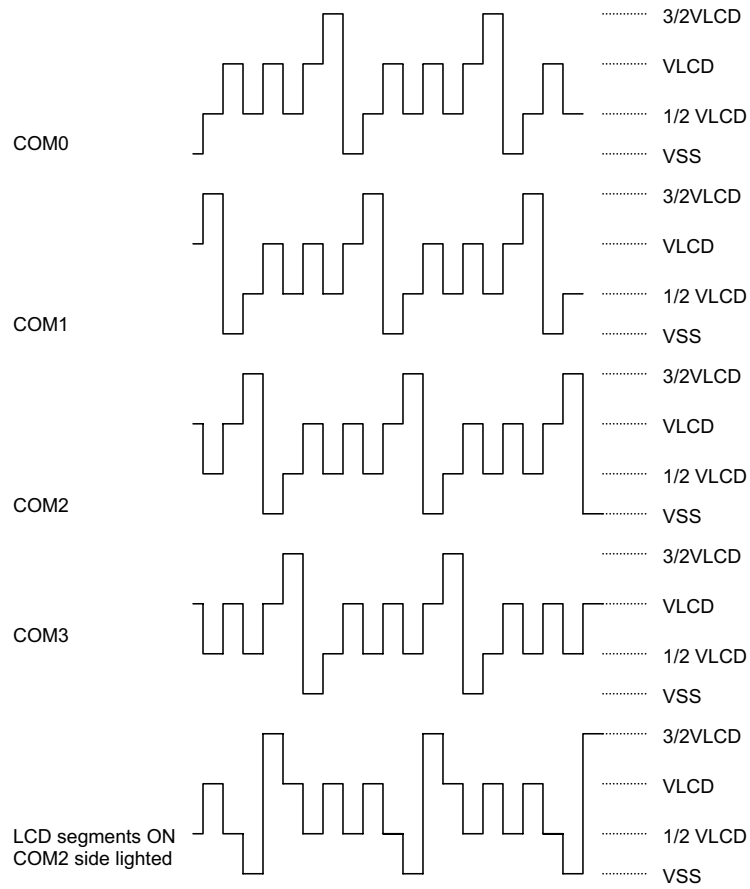 3/2VLCD
VLCD
1/2 VLCD
COM0
VSS
3/2VLCD
VLCD
1/2 VLCD
COM1
VSS
3/2VLCD
VLCD
1/2 VLCD
COM2
VSS
3/2VLCD
VLCD
COM3
1/2 VLCD
VSS
3/2VLCD
VLCD
LCD segments ON
1/2 VLCD
COM2 side lighted
VSS